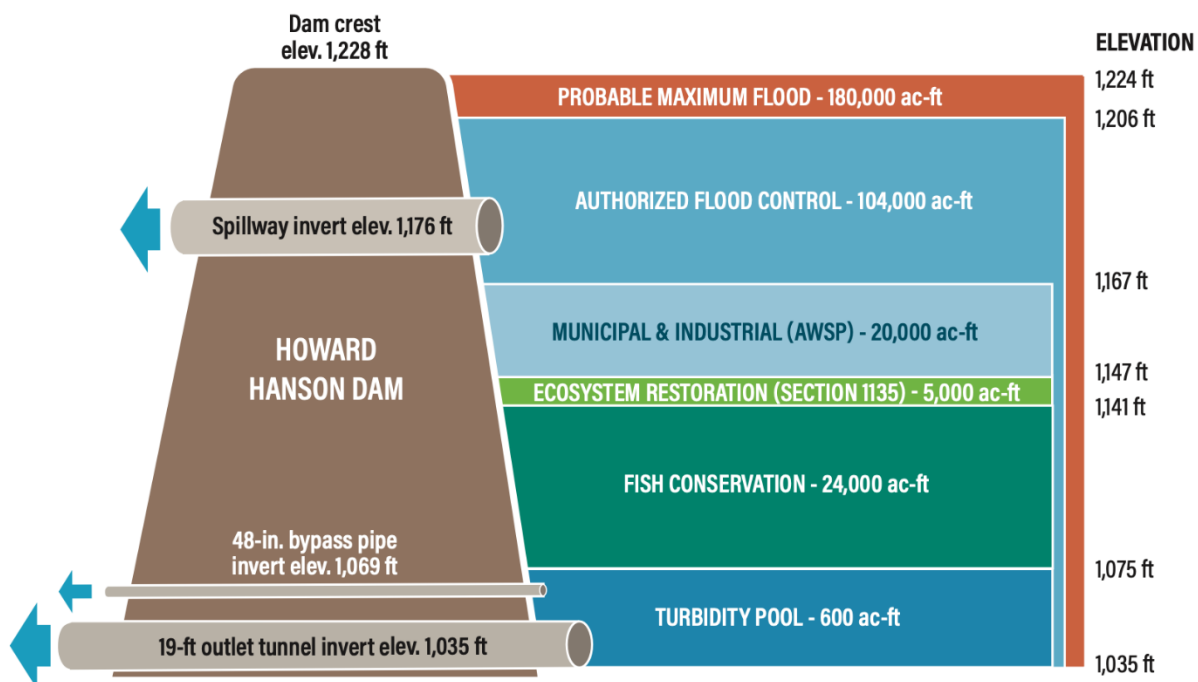 Dam crest
elev. 1,228 ft
ELEVATION
1,224 ft
PROBABLE MAXIMUM FLOOD - 180,000 ac-ft
1,206 ft
AUTHORIZED FLOOD CONTROL - 104,000 ac-ft
Spillway invert elev. 1,176 ft
1,167 ft
MUNICIPAL & INDUSTRIAL (AWSP) - 20,000 ac-ft
HOWARD
HANSON DAM
1,147 ft
ECOSYSTEM RESTORATION (SECTION 1135) - 5,000 ac-ft
1,141 ft
FISH CONSERVATION - 24,000 ac-ft
48-in. bypass pipe
invert elev. 1,069 ft
1,075 ft
TURBIDITY POOL - 600 ac-ft
19-ft outlet tunnel invert elev. 1,035 ft
1,035 ft